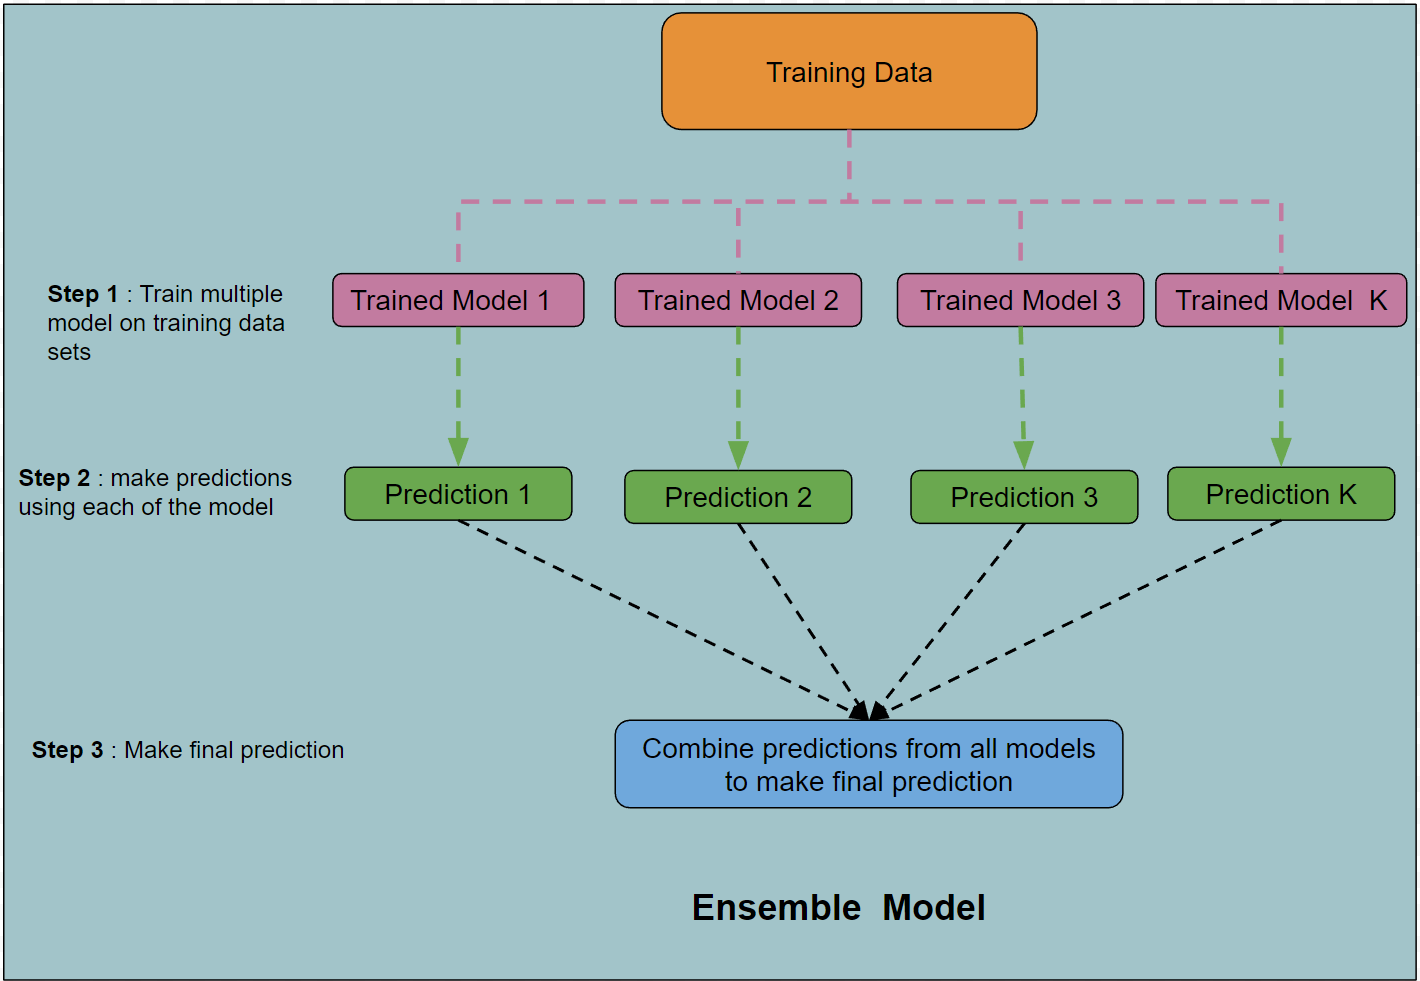 Training Data
Step 1 : Train multiple
model on training data
sets
Trained Model 1
Trained Model 2
Trained Model 3
Trained Model  K
Step 2 : make predictions
using each of the model
Prediction 1
Prediction 2
Prediction 3
Prediction K
Step 3 : Make final prediction
Combine predictions from all models
to make final prediction
Ensemble  Model